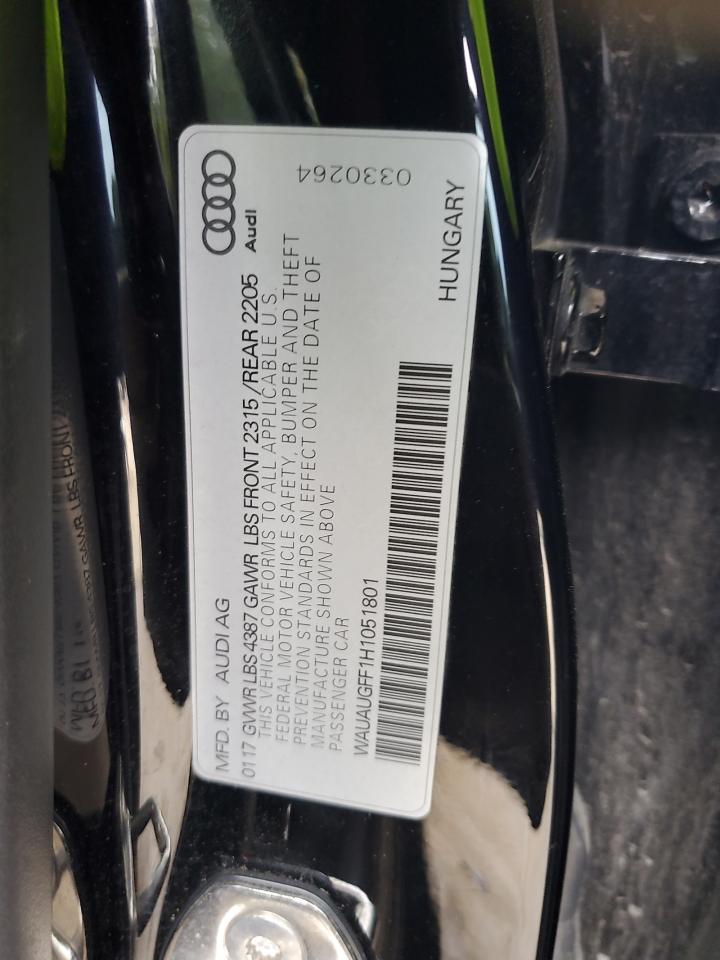 MFD. BY AUDI AG
Audi
0117 GVWR LBS 4387 GAWR LBS FRONT 2315 / REAR 2205
THIS VEHICLE CONFORMS TO ALL APPLICABLE U.S.
FEDERAL MOTOR VEHICLE SAFETY, BUMPER AND THEFT
PREVENTION STANDARDS IN EFFECT ON THE DATE OF
MANUFACTURE SHOWN ABOVE
PASSENGER CAR
WAUAUGFF1H1051801
HUNGARY
0330264